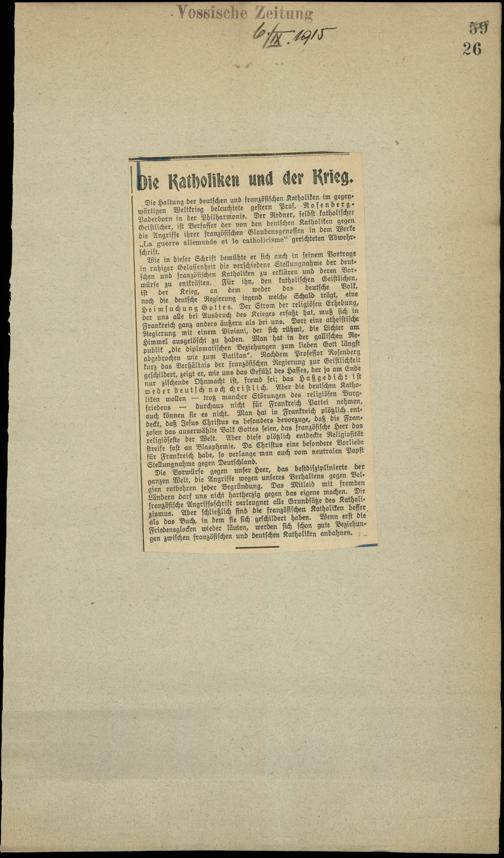 Vossische Zeitung
6/IX.1915
59
26
Die Katholiken und der Krieg.
Die Haltung der deutschen und französischen Katholiken im gegen-
wärtigen Weltkrieg beleuchtete gestern Prof. Rosenberg-
Paderborn in der Philharmonie. Der Redner, selbst katholischer
Geistlicher, ist Verfasser der von den deutschen Katholiken gegen
die Angriffe ihrer französischen Glaubensgenossen in dem Werke
„La guerre allemande et le catholicisme" gerichteten Abwehr-
schrift.
Wie in dieser Schrift bemühte er sich auch in seinem Vortrage
in ruhiger Gelassenheit die verschiedene Stellungnahme der deut-
schen und französischen Katholiken zu erklären und deren Vor-
würfe zu entkräften. Für ihn, den katholischen Geistlichen,
ist der Krieg, an dem weder das deutsche Volk,
noch die deutsche Regierung irgend welche Schuld trägt, eine
Heimsuchung Gottes. Der Strom der religiösen Erhebung,
der uns alle bei Ausbruch des Krieges erfaßt hat, muß sich in
Frankreich ganz anders äußern als bei uns. Dort eine atheistische
Regierung mit einem Viviani, der sich rühmt, die Lichter am
Himmel ausgelöscht zu haben. Man hat in der gallischen Re-
publik „die diplomatischen Beziehungen zum lieben Gott längst
abgebrochen wie zum Vatikan". Nachdem Professor Rosenberg
kurz das Verhältnis der französischen Regierung zur Geistlichkeit
geschildert, zeigt er, wie uns das Gefühl des Hasses, der ja am Ende
nur zischende Ohnmacht ist, fremd sei; das Haßgedicht ist
weder deutsch noch christlich. Aber die deutschen Katho-
liken wollen — trotz mancher Störungen des religiösen Burg-
friedens — durchaus nicht für Frankreich Partei nehmen,
auch können sie es nicht. Man hat in Frankreich plötzlich ent-
deckt, daß Jesus Christus es besonders bevorzuge, daß die Fran-
zosen das auserwählte Volk Gottes seien, das französische Heer das
religiöseste der Welt. Aber diese plötzlich entdeckte Religiosität
streife fast an Blasphemie. Da Christus eine besondere Vorliebe
für Frankreich habe, so verlange man auch vom neutralen Papst
Stellungnahme gegen Deutschland.
Die Vorwürfe gegen unser Heer, das bestdisziplinierte der
ganzen Welt, die Angriffe wegen unseres Verhaltens gegen Bel-
gien entbehren jeder Begründung. Das Mitleid mit fremden
Ländern darf uns nicht hartherzig gegen das eigene machen. Die
französische Angriffsschrift verleugnet alle Grundsätze des Katholi-
zismus. Aber schließlich sind die französischen Katholiken besser
als das Buch, in dem sie sich geschildert haben. Wenn erst die
Friedensglocken wieder läuten, werden sich schon gute Beziehun-
gen zwischen französischen und deutschen Katholiken anbahnen.